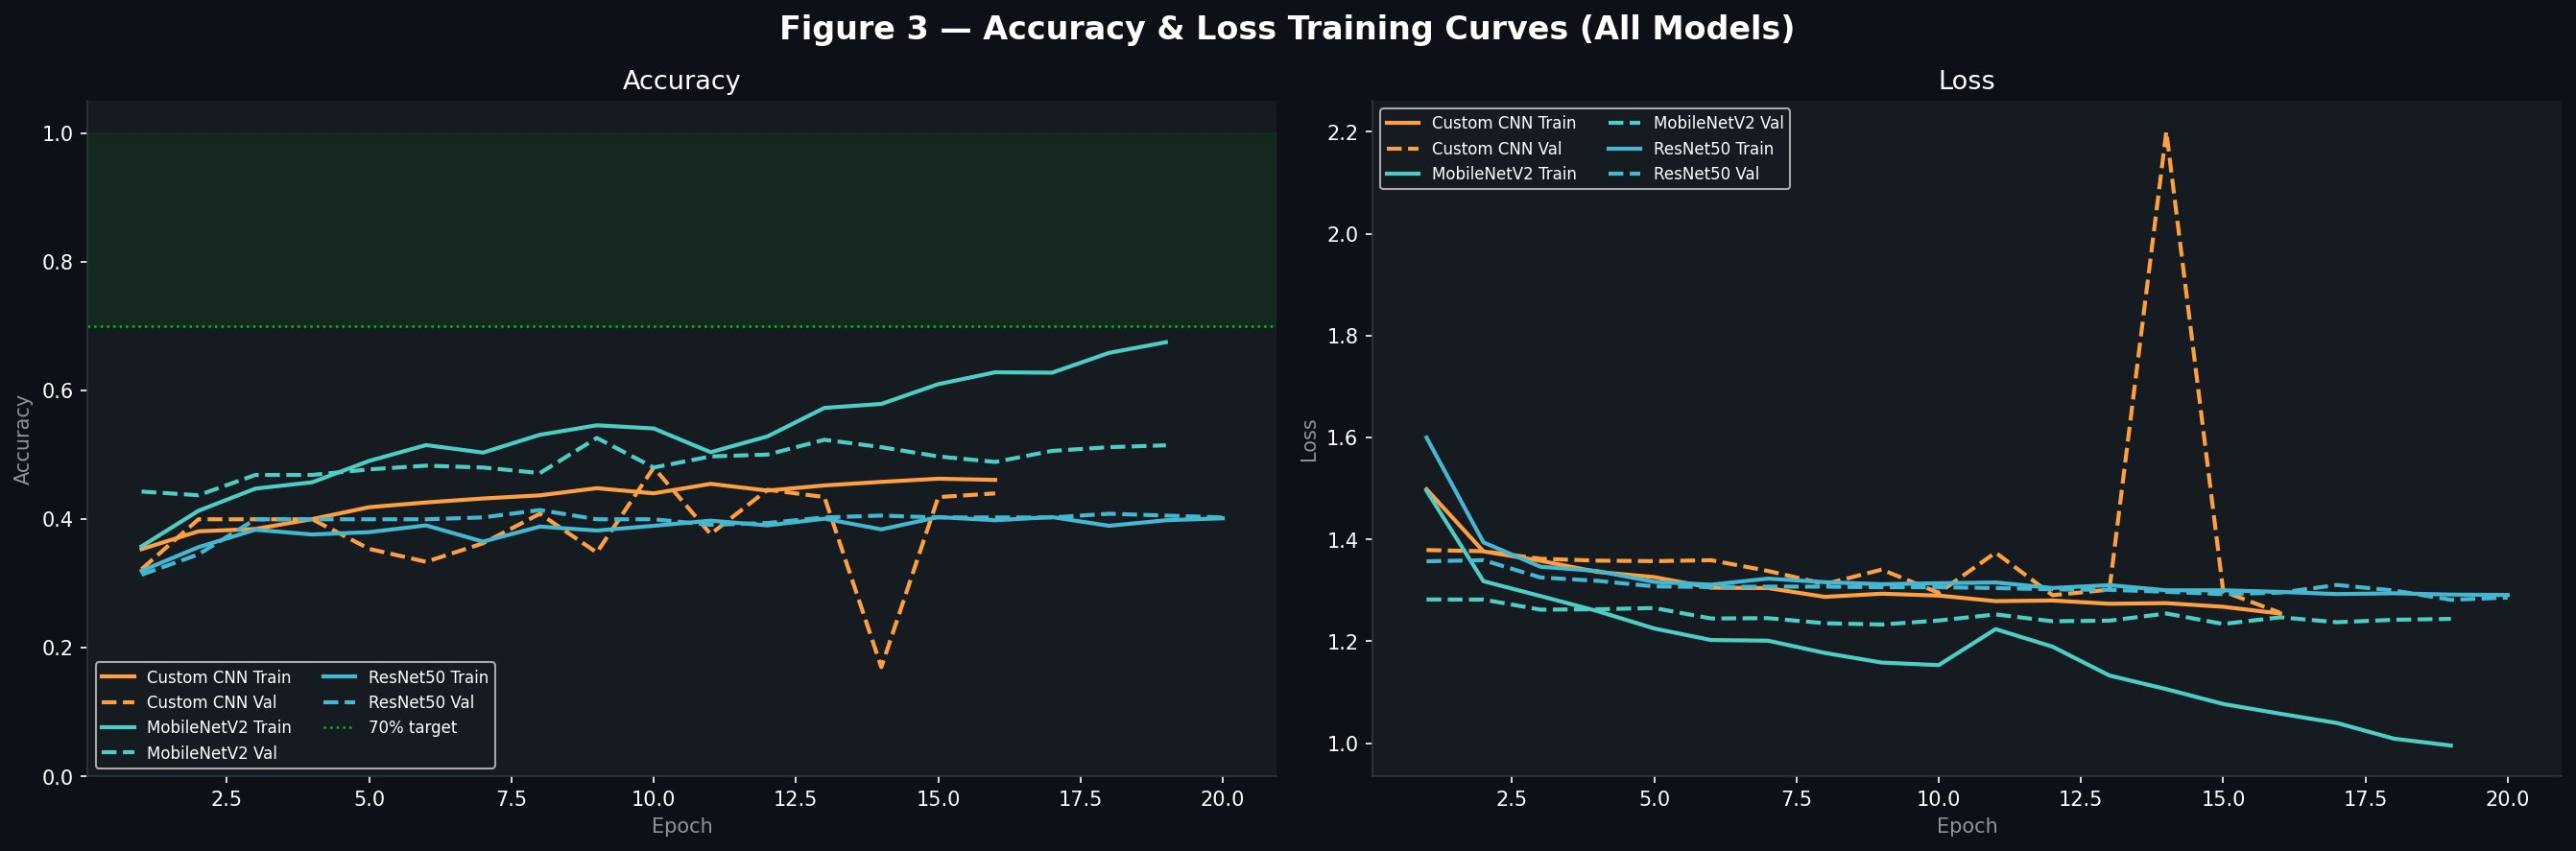 Figure 3 — Accuracy & Loss Training Curves (All Models)
Accuracy
1.0
0.8
0.6
0.4
0.2
0.0
Accuracy
2.5 5.0 7.5 10.0 12.5 15.0 17.5 20.0
Epoch
Custom CNN Train
Custom CNN Val
MobileNetV2 Train
MobileNetV2 Val
ResNet50 Train
ResNet50 Val
70% target
Loss
2.2
2.0
1.8
1.6
1.4
1.2
1.0
Loss
2.5 5.0 7.5 10.0 12.5 15.0 17.5 20.0
Epoch
Custom CNN Train
Custom CNN Val
MobileNetV2 Train
MobileNetV2 Val
ResNet50 Train
ResNet50 Val